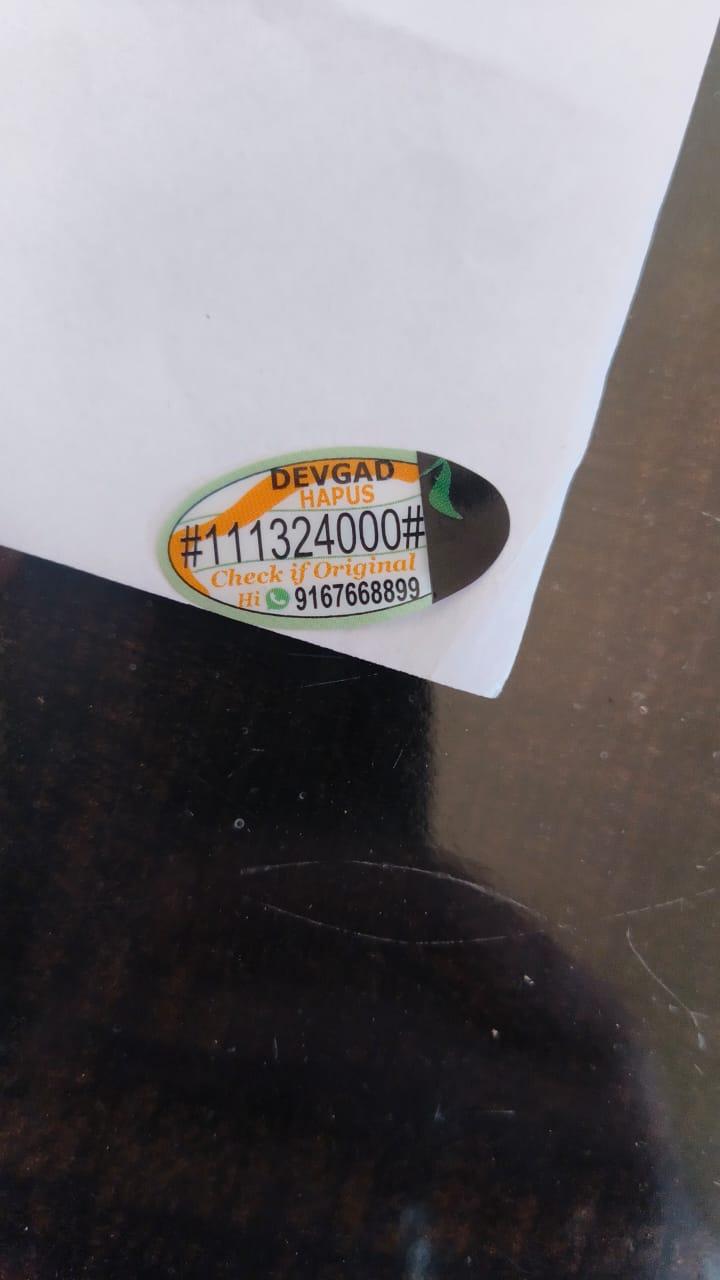 DEVGAD
HAPUS
#111324000#
Check if Original
Hi 9167668899